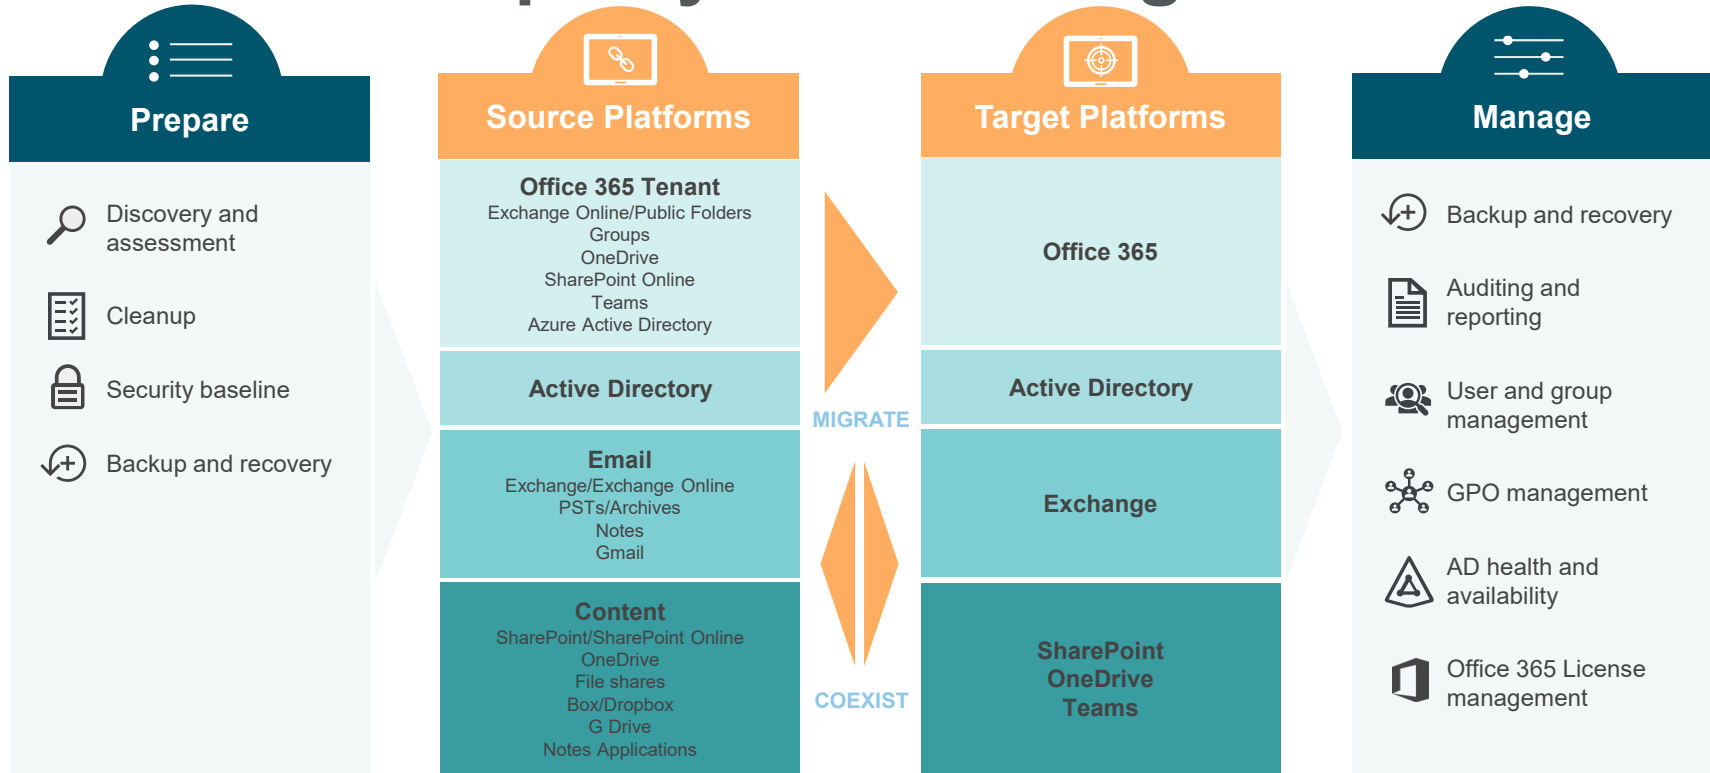 Prepare
Discovery and
assessment
Cleanup
Security baseline
Backup and recovery
Source Platforms
Office 365 Tenant
Exchange Online/Public Folders
Groups
OneDrive
SharePoint Online
Teams
Azure Active Directory
Active Directory
Email
Exchange/Exchange Online
PSTs/Archives
Notes
Gmail
Content
SharePoint/SharePoint Online
OneDrive
File shares
Box/Dropbox
G Drive
Notes Applications
MIGRATE
COEXIST
Target Platforms
Office 365
Active Directory
Exchange
SharePoint
OneDrive
Teams
Manage
Backup and recovery
Auditing and
reporting
User and group
management
GPO management
AD health and
availability
Office 365 License
management